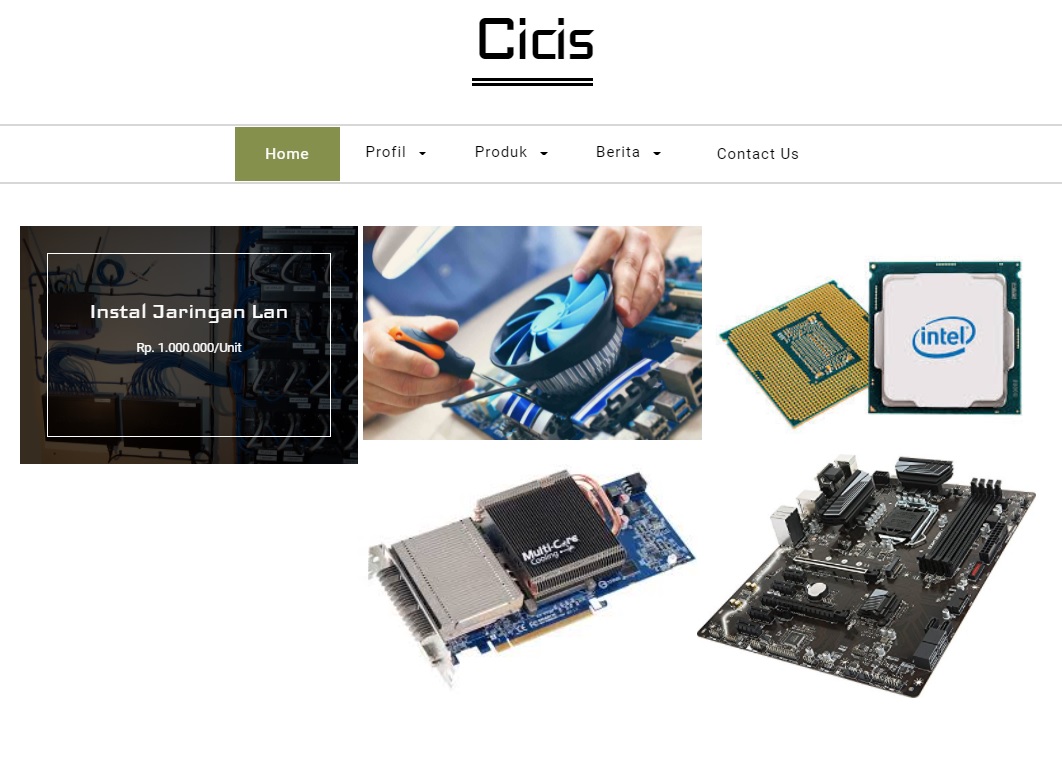 Cicis
Home
Profil
Produk
Berita
Contact Us
Instal Jaringan Lan
Rp. 1.000.000/Unit
intel
Multi-Core
Cooling